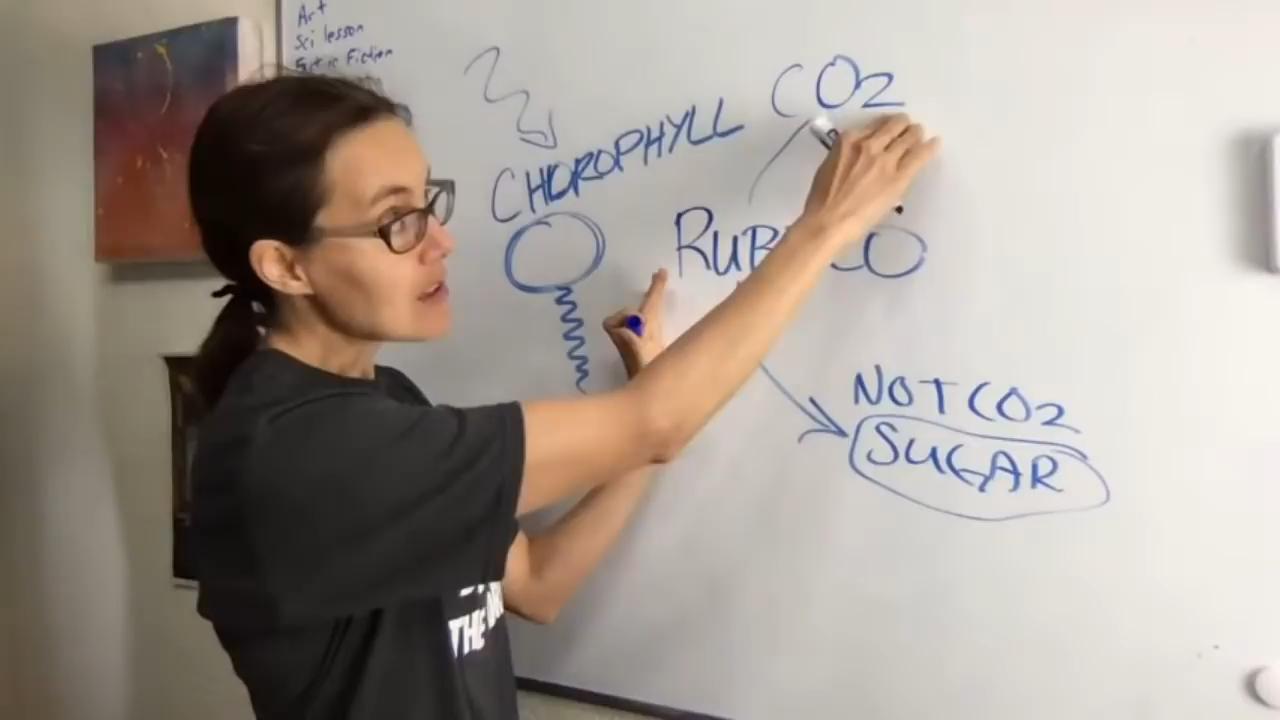 Art
Sci lesson
CO2
CHOROPHYLL
NOT CO2
SUGAR
THE